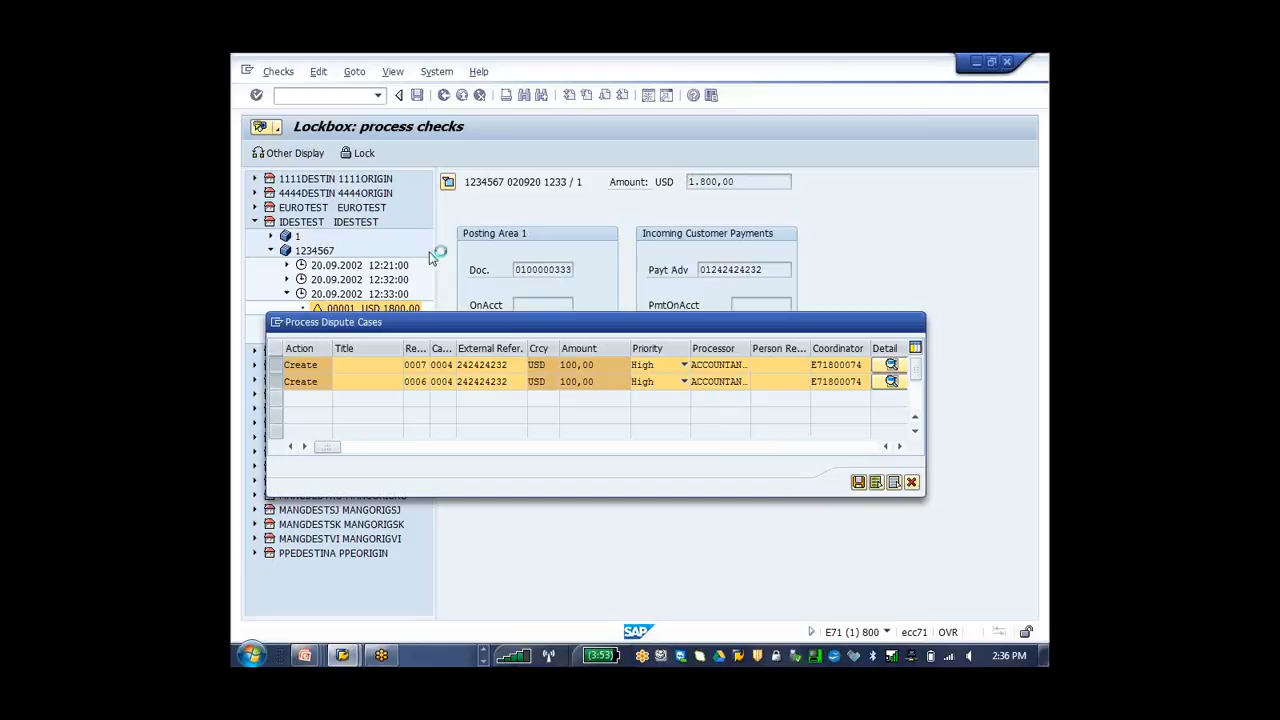 Checks Edit Goto View System Help
Lockbox: process checks
Other Display Lock
1111DESTIN 1111ORIGIN
4444DESTIN 4444ORIGIN
EUROTEST EUROTEST
IDESTEST IDESTEST
1
1234567
20.09.2002 12:21:00
20.09.2002 12:32:00
20.09.2002 12:33:00
00001 USD 1800,00
1234567 020920 1233 / 1 Amount: USD 1.800,00
Posting Area 1 Incoming Customer Payments
Doc. 0100000333 Payt Adv 01242424232
OnAcct PmtOnAcct
Process Dispute Cases
Action Title Re... Ca... External Refer. Crcy Amount Priority Processor Person Re... Coordinator Detail
Create 0007 0004 242424232 USD 100,00 High ACCOUNTAN... E71800074
Create 0006 0004 242424232 USD 100,00 High ACCOUNTAN... E71800074
MANGDESTSJ MANGORIGSJ
MANGDESTSK MANGORIGSK
MANGDESTVI MANGORIGVI
PPEDESTINA PPEORIGIN
SAP E71 (1) 800 ecc71 OVR
(3:53) 2:36 PM